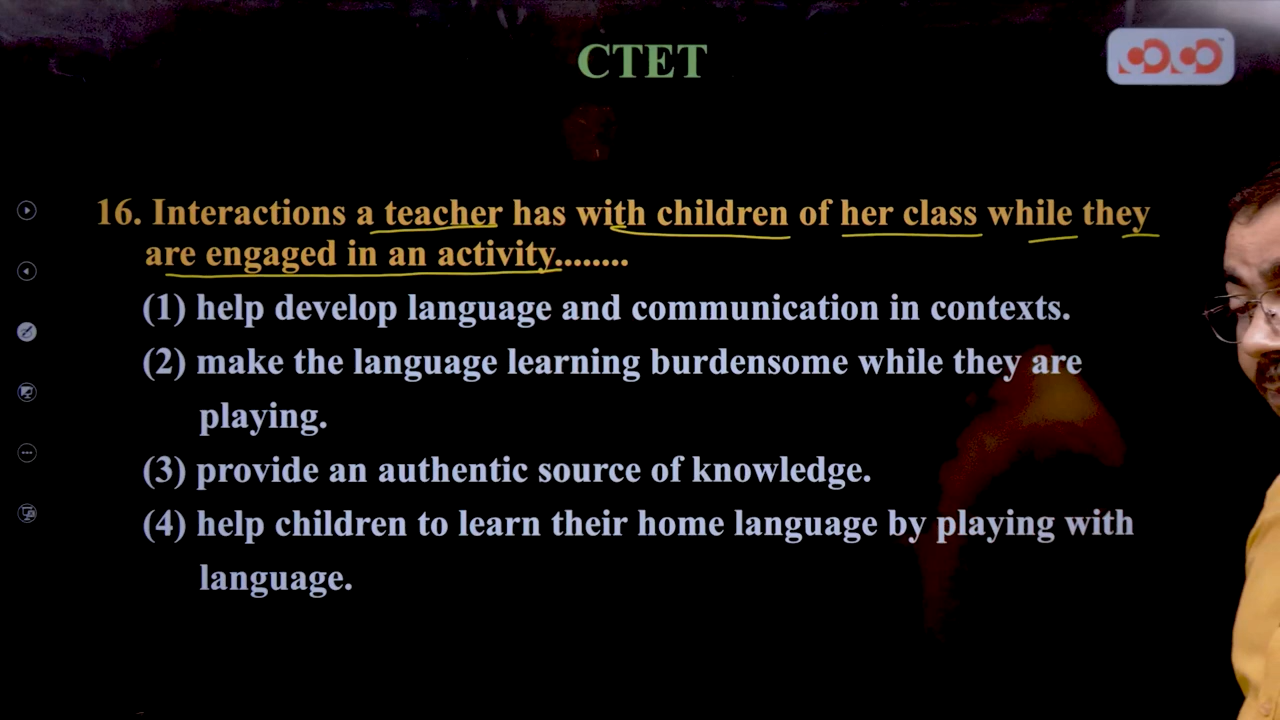 CTET
16. Interactions a teacher has with children of her class while they
are engaged in an activity........
(1) help develop language and communication in contexts.
(2) make the language learning burdensome while they are
playing.
(3) provide an authentic source of knowledge.
(4) help children to learn their home language by playing with
language.